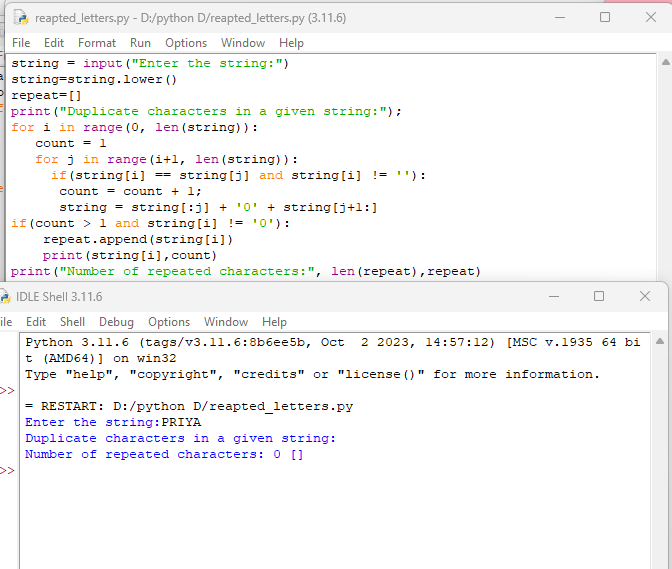 reapted_letters.py - D:/python D/reapted_letters.py (3.11.6)
File Edit Format Run Options Window Help
string = input("Enter the string:")
string=string.lower()
repeat=[]
print("Duplicate characters in a given string:");
for i in range(0, len(string)):
   count = 1
   for j in range(i+1, len(string)):
     if(string[i] == string[j] and string[i] != ''):
      count = count + 1;
      string = string[:j] + '0' + string[j+1:]
if(count > 1 and string[i] != '0'):
    repeat.append(string[i])
    print(string[i],count)
print("Number of repeated characters:", len(repeat),repeat)
IDLE Shell 3.11.6
ile Edit Shell Debug Options Window Help
Python 3.11.6 (tags/v3.11.6:8b6ee5b, Oct  2 2023, 14:57:12) [MSC v.1935 64 bi
t (AMD64)] on win32
Type "help", "copyright", "credits" or "license()" for more information.
>>
= RESTART: D:/python D/reapted_letters.py
Enter the string:PRIYA
Duplicate characters in a given string:
Number of repeated characters: 0 []
>>